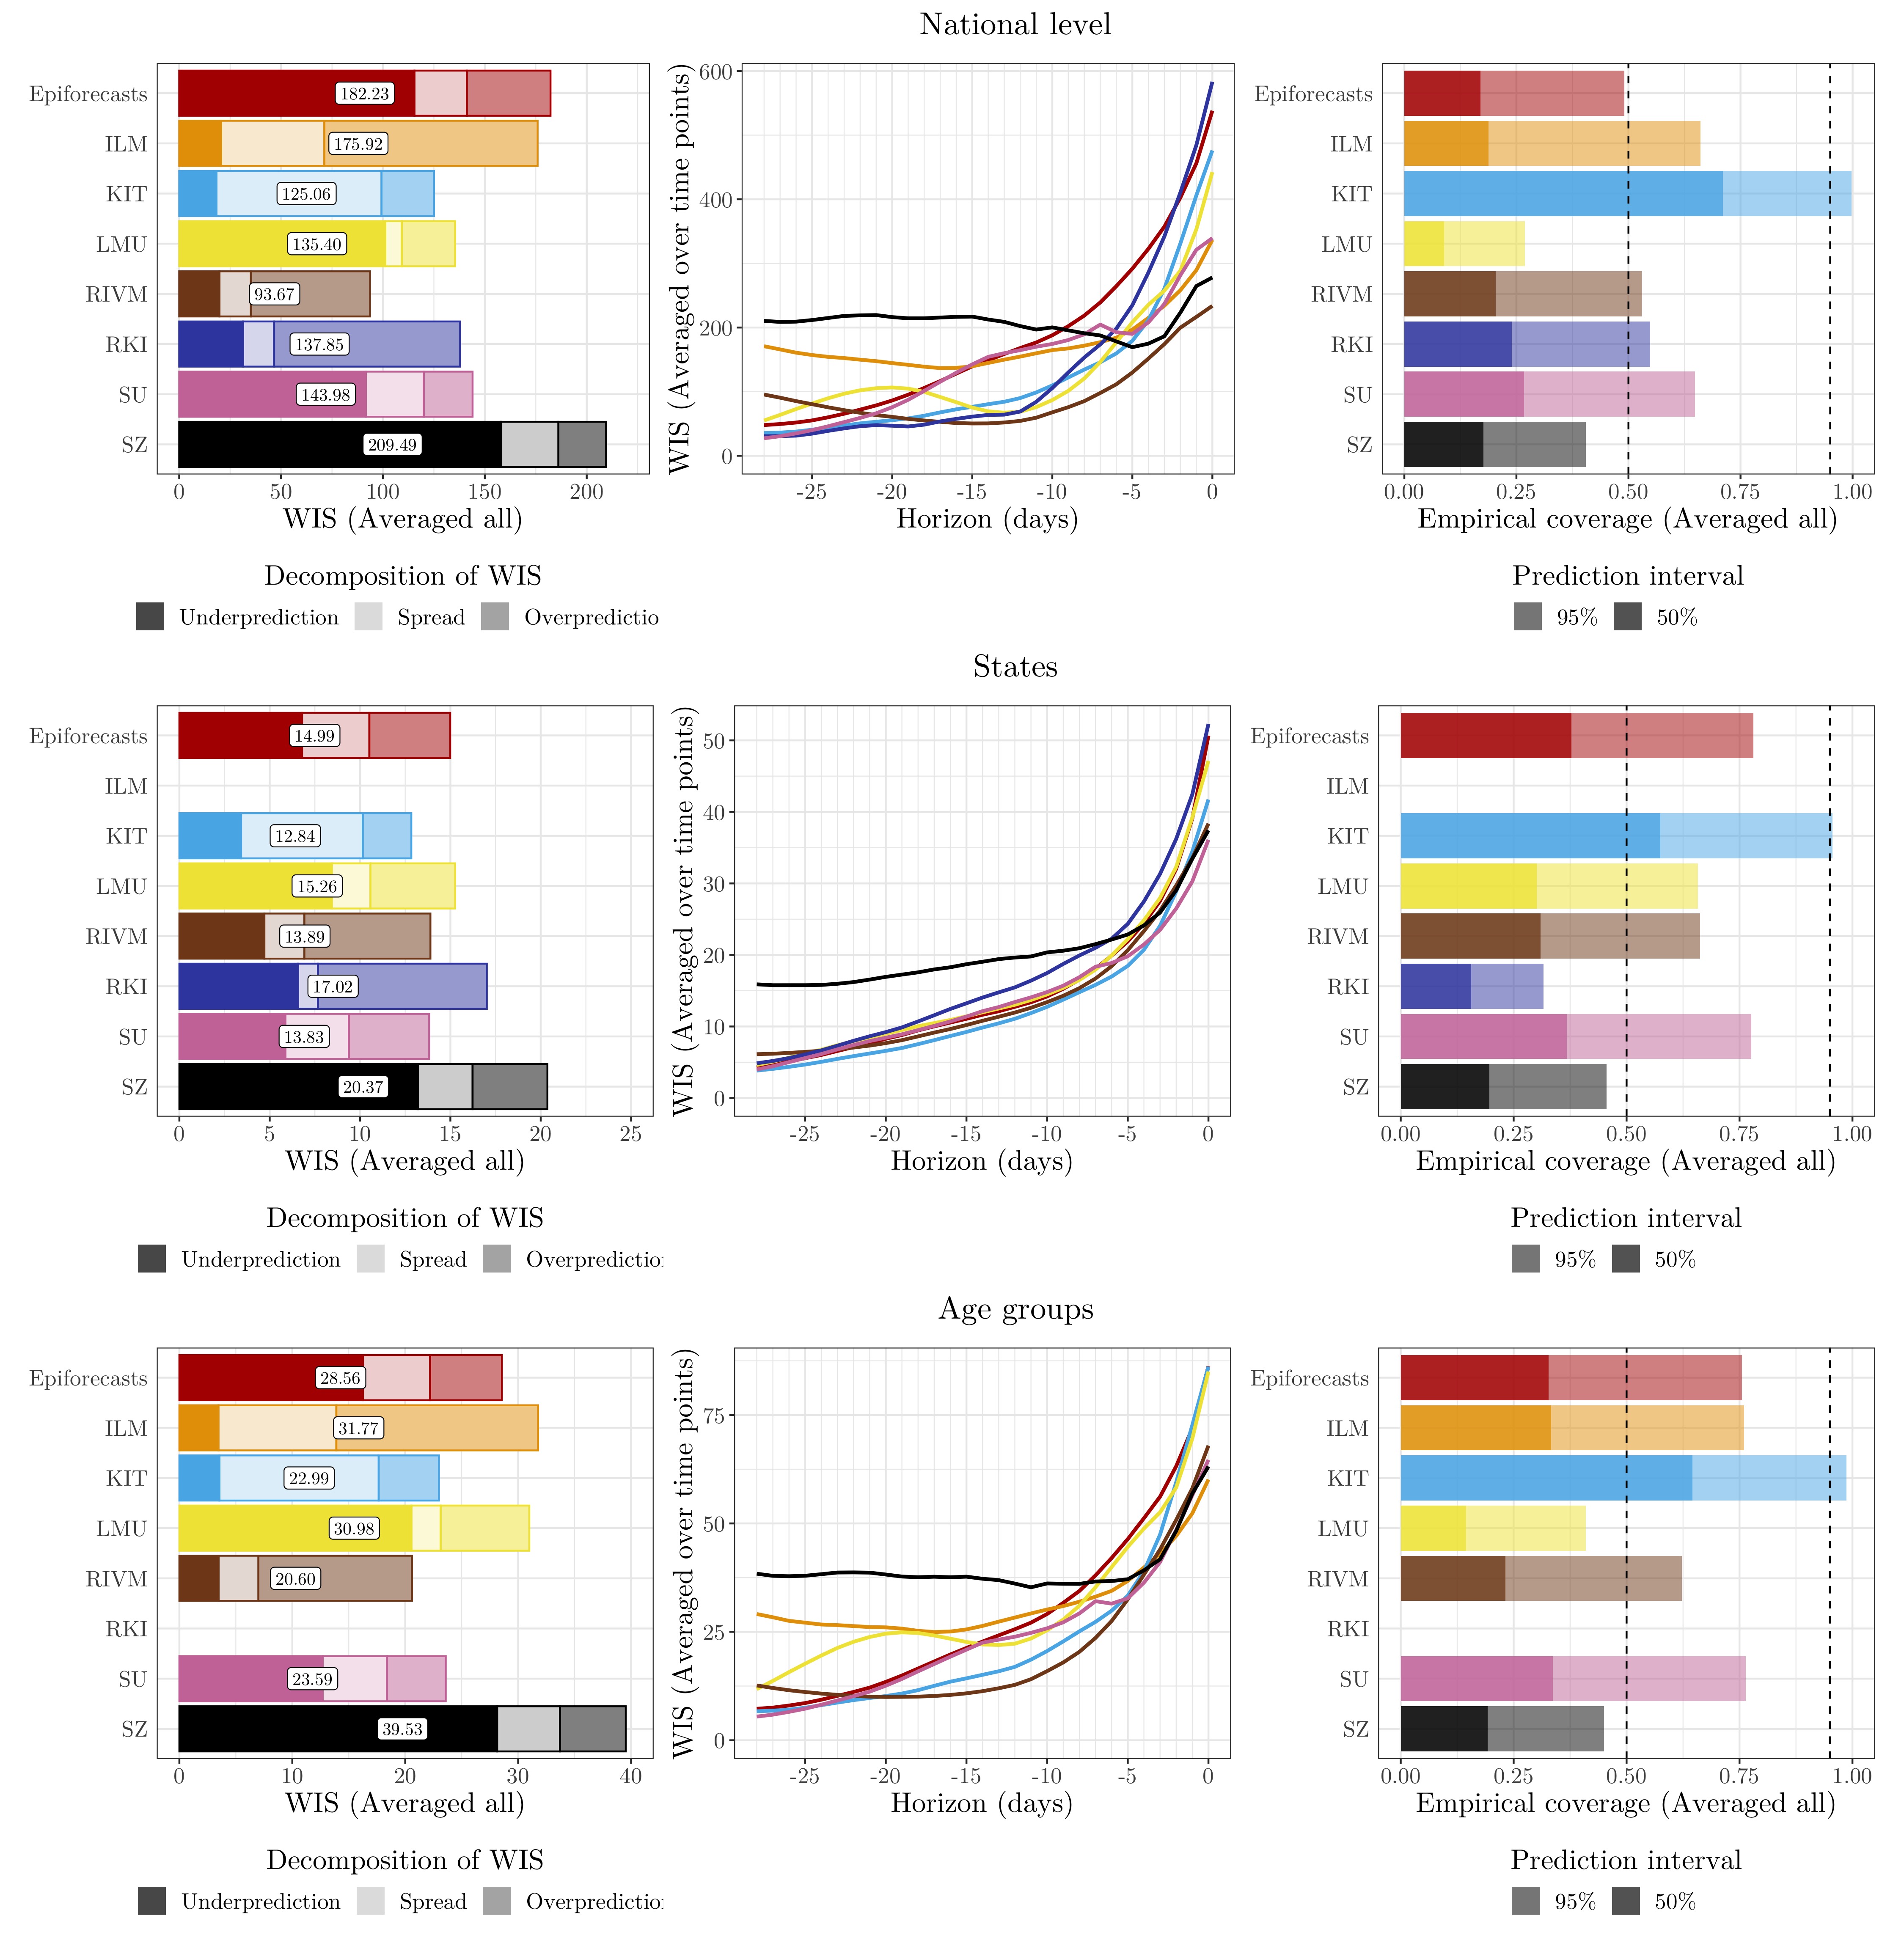 National level
Epiforecasts
ILM
KIT
LMU
RIVM
RKI
SU
SZ
182.23
175.92
125.06
135.40
93.67
137.85
143.98
209.49
0 50 100 150 200
WIS (Averaged all)
Decomposition of WIS
Underprediction Spread Overpredictio
WIS (Averaged over time points)
600
400
200
0
-25 -20 -15 -10 -5 0
Horizon (days)
Epiforecasts
ILM
KIT
LMU
RIVM
RKI
SU
SZ
0.00 0.25 0.50 0.75 1.00
Empirical coverage (Averaged all)
Prediction interval
95% 50%
States
Epiforecasts
ILM
KIT
LMU
RIVM
RKI
SU
SZ
14.99
12.84
15.26
13.89
17.02
13.83
20.37
0 5 10 15 20 25
WIS (Averaged all)
Decomposition of WIS
Underprediction Spread Overprediction
WIS (Averaged over time points)
50
40
30
20
10
0
-25 -20 -15 -10 -5 0
Horizon (days)
Epiforecasts
ILM
KIT
LMU
RIVM
RKI
SU
SZ
0.00 0.25 0.50 0.75 1.00
Empirical coverage (Averaged all)
Prediction interval
95% 50%
Age groups
Epiforecasts
ILM
KIT
LMU
RIVM
RKI
SU
SZ
28.56
31.77
22.99
30.98
20.60
23.59
39.53
0 10 20 30 40
WIS (Averaged all)
Decomposition of WIS
Underprediction Spread Overprediction
WIS (Averaged over time points)
75
50
25
0
-25 -20 -15 -10 -5 0
Horizon (days)
Epiforecasts
ILM
KIT
LMU
RIVM
RKI
SU
SZ
0.00 0.25 0.50 0.75 1.00
Empirical coverage (Averaged all)
Prediction interval
95% 50%